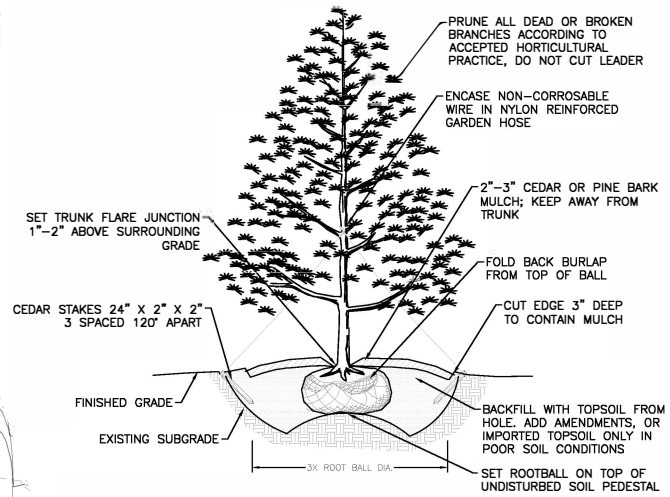 PRUNE ALL DEAD OR BROKEN
BRANCHES ACCORDING TO
ACCEPTED HORTICULTURAL
PRACTICE, DO NOT CUT LEADER
ENCASE NON-CORROSABLE
WIRE IN NYLON REINFORCED
GARDEN HOSE
2"-3" CEDAR OR PINE BARK
MULCH; KEEP AWAY FROM
TRUNK
SET TRUNK FLARE JUNCTION
1"-2" ABOVE SURROUNDING
GRADE
FOLD BACK BURLAP
FROM TOP OF BALL
CEDAR STAKES 24" X 2" X 2"
3 SPACED 120° APART
CUT EDGE 3" DEEP
TO CONTAIN MULCH
FINISHED GRADE
EXISTING SUBGRADE
BACKFILL WITH TOPSOIL FROM
HOLE. ADD AMENDMENTS, OR
IMPORTED TOPSOIL ONLY IN
POOR SOIL CONDITIONS
3X ROOT BALL DIA.
SET ROOTBALL ON TOP OF
UNDISTURBED SOIL PEDESTAL